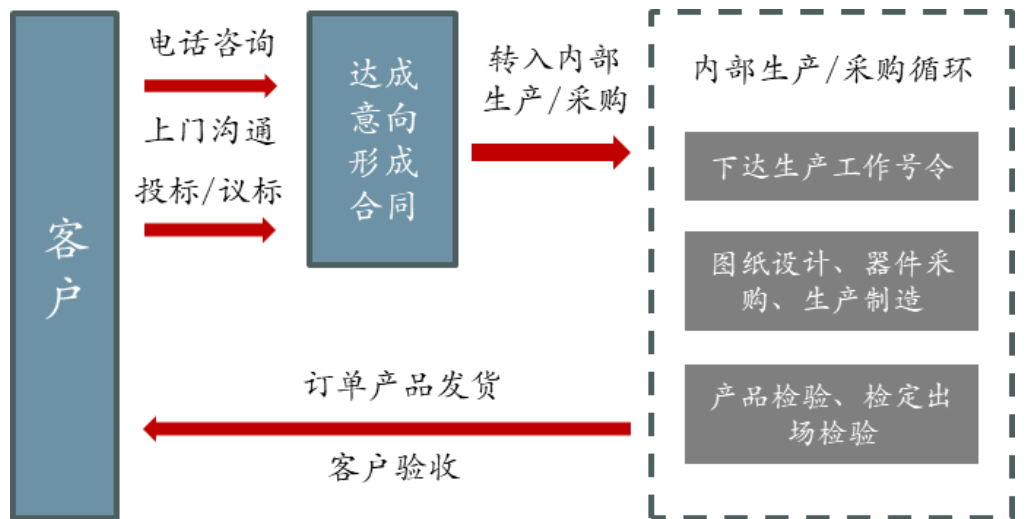 客户
电话咨询
上门沟通
投标/议标
达成
意向
形成
合同
转入内部
生产/采购
内部生产/采购循环
下达生产工作号令
图纸设计、器件采
购、生产制造
产品检验、检定出
场检验
订单产品发货
客户验收